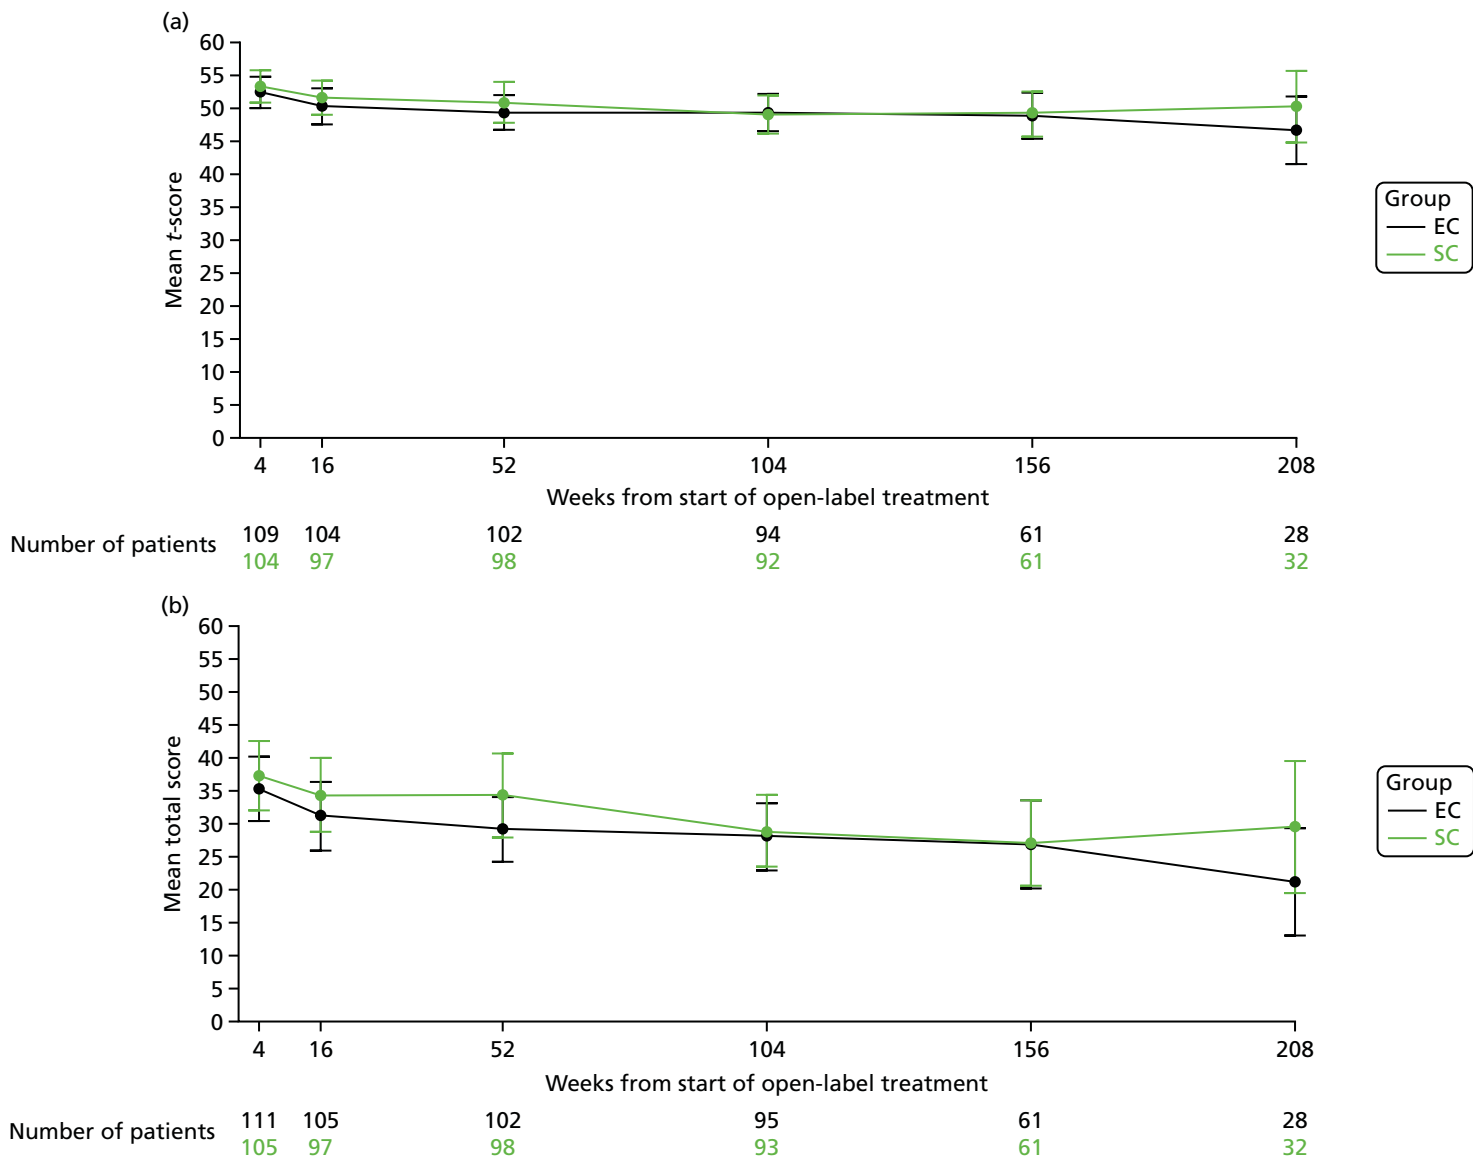 (a)
60
55
50
45
40
35
30
25
20
15
10
5
0
Mean t-score
4 16 52 104 156 208
Weeks from start of open-label treatment
Group
EC
SC
Number of patients
109 104 102 94 61 28
104 97 98 92 61 32
(b)
60
55
50
45
40
35
30
25
20
15
10
5
0
Mean total score
4 16 52 104 156 208
Weeks from start of open-label treatment
Group
EC
SC
Number of patients
111 105 102 95 61 28
105 97 98 93 61 32